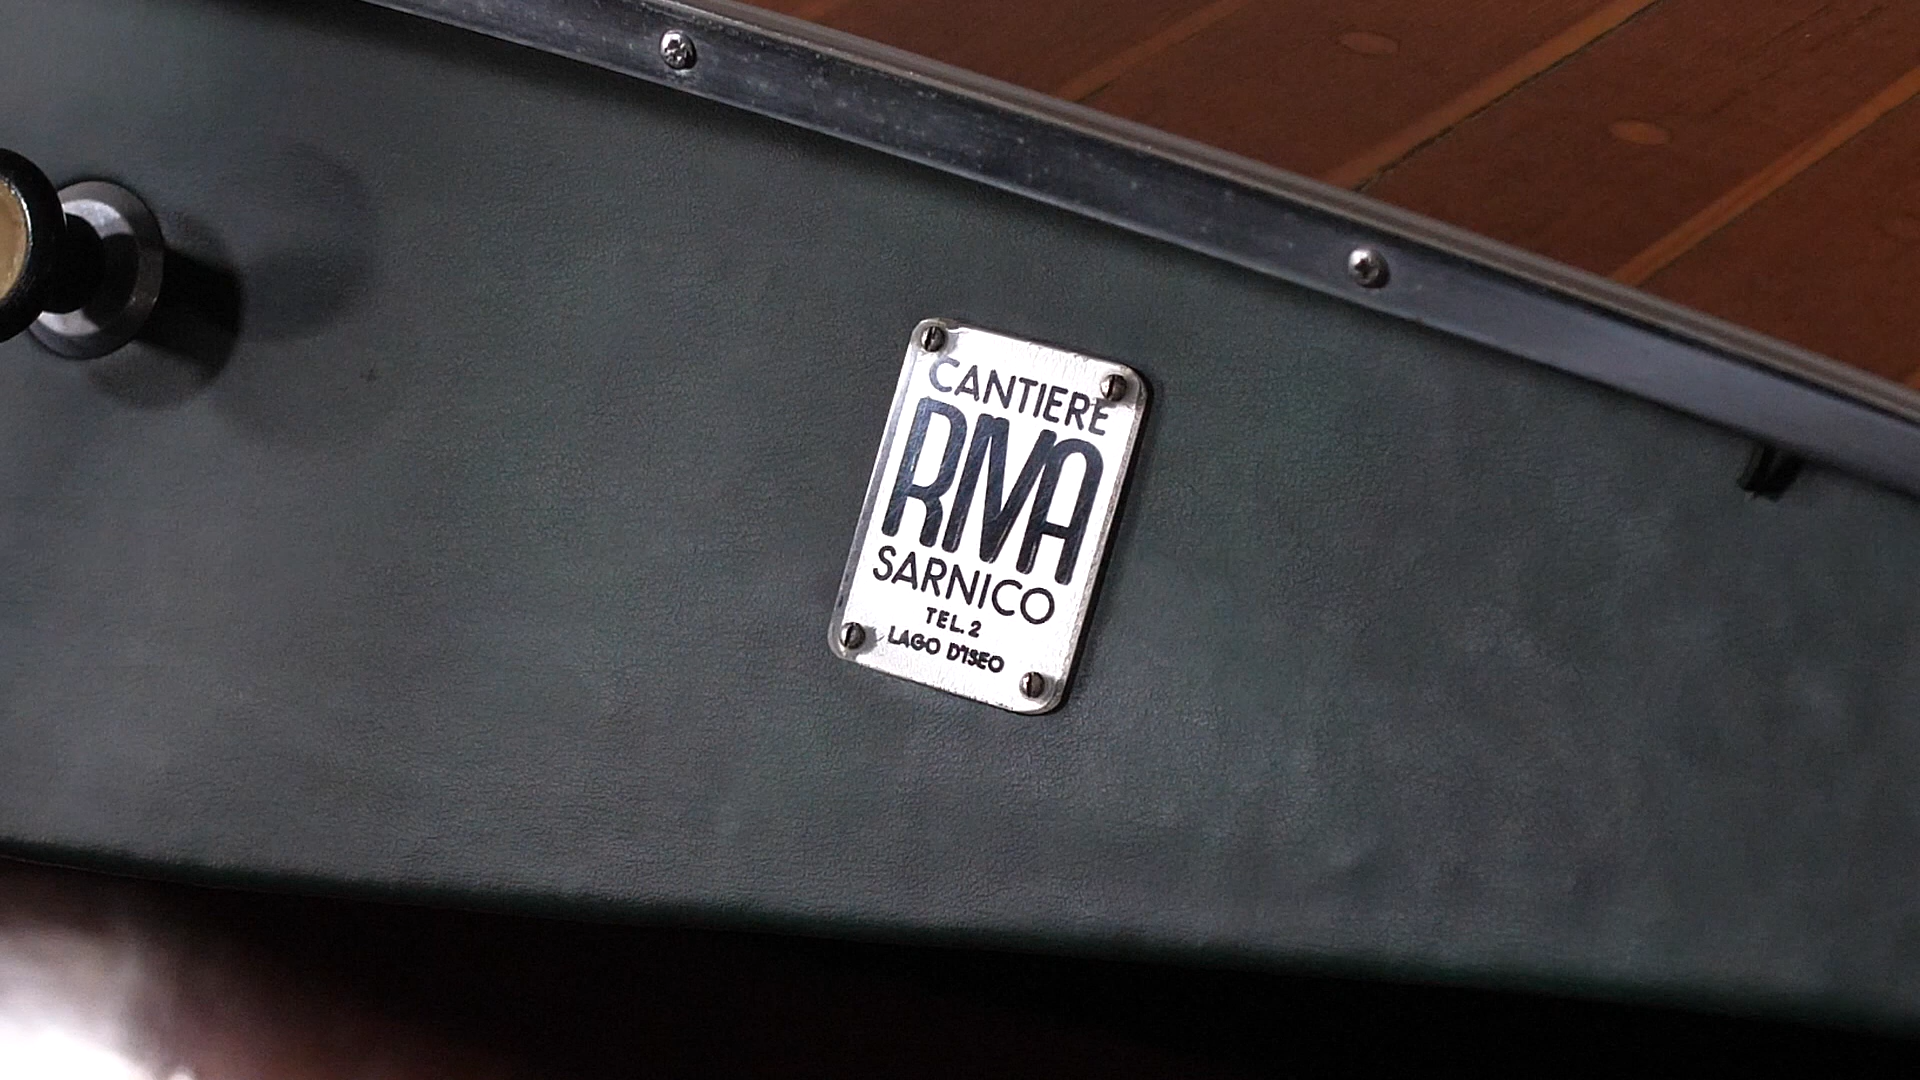 CANTIERE
RIVA
SARNICO
TEL. 2
LAGO D'ISEO